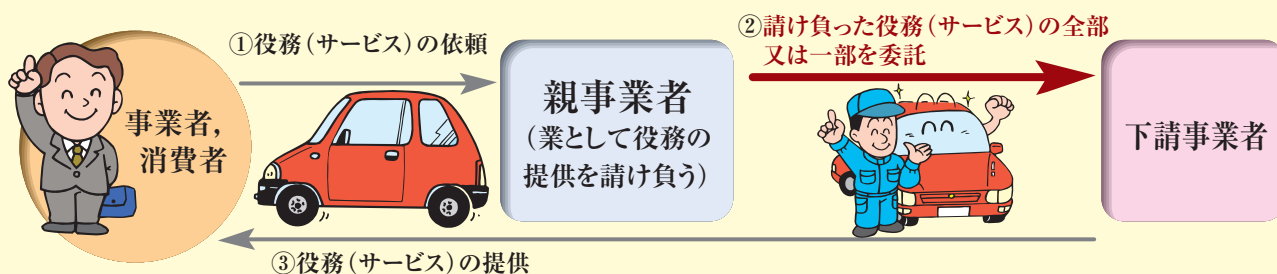 ①役務（サービス）の依頼
②請け負った役務（サービス）の全部
又は一部を委託
事業者，
消費者
親事業者
（業として役務の
提供を請け負う）
下請事業者
③役務（サービス）の提供